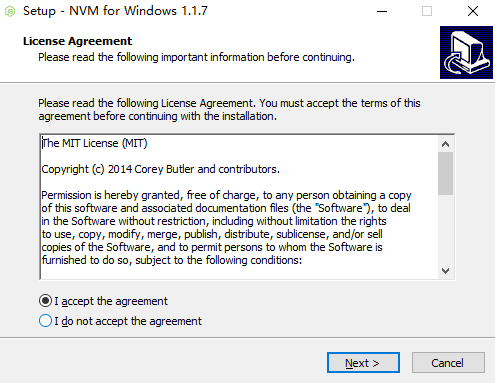 Setup - NVM for Windows 1.1.7
License Agreement
Please read the following important information before continuing.
Please read the following License Agreement. You must accept the terms of this
agreement before continuing with the installation.
The MIT License (MIT)
Copyright (c) 2014 Corey Butler and contributors.
Permission is hereby granted, free of charge, to any person obtaining a copy
of this software and associated documentation files (the "Software"), to deal
in the Software without restriction, including without limitation the rights
to use, copy, modify, merge, publish, distribute, sublicense, and/or sell
copies of the Software, and to permit persons to whom the Software is
furnished to do so, subject to the following conditions:
I accept the agreement
I do not accept the agreement
Next >
Cancel